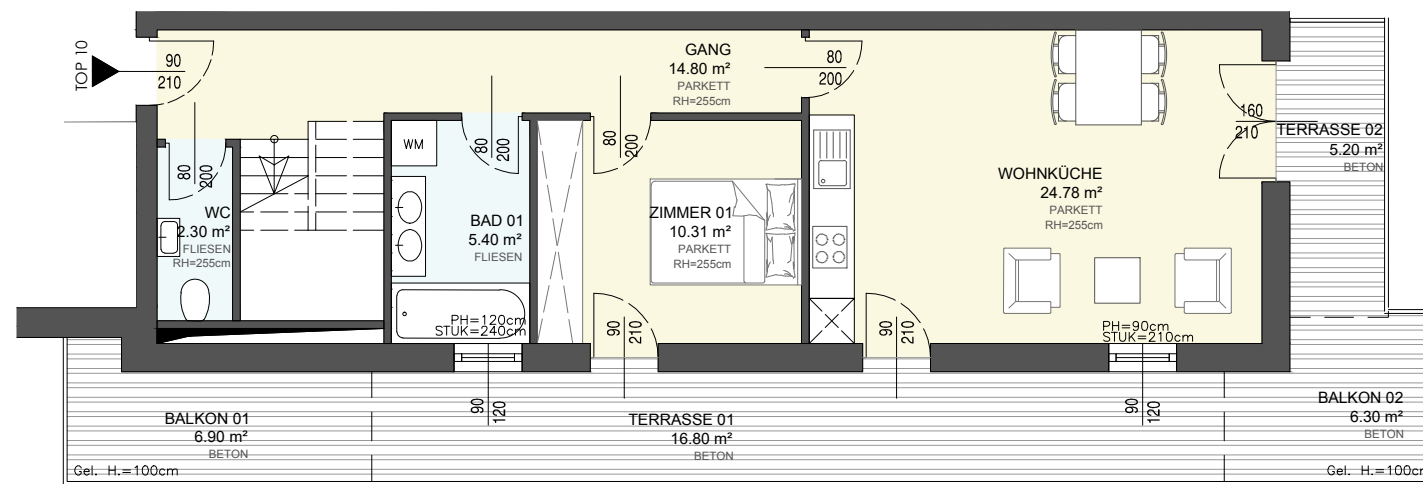 TOP 10
90
210
GANG
14.80 m²
PARKETT
RH=255cm
80
200
160
210
TERRASSE 02
5.20 m²
BETON
80
200
WC
2.30 m²
FLIESEN
RH=255cm
WM
80
200
BAD 01
5.40 m²
FLIESEN
PH=120cm
STUK=240cm
80
200
ZIMMER 01
10.31 m²
PARKETT
RH=255cm
90
210
WOHNKÜCHE
24.78 m²
PARKETT
RH=255cm
90
210
PH=90cm
STUK=210cm
BALKON 01
6.90 m²
BETON
Gel. H.=100cm
90
120
TERRASSE 01
16.80 m²
BETON
90
120
BALKON 02
6.30 m²
BETON
Gel. H.=100cm